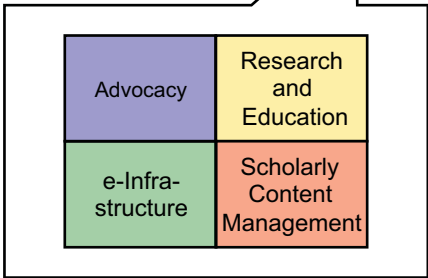 Advocacy
Research
and
Education
e-Infra-
structure
Scholarly
Content
Management